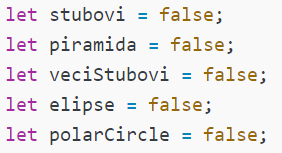 let stubovi = false;
let piramida = false;
let veciStubovi = false;
let elipse = false;
let polarCircle = false;